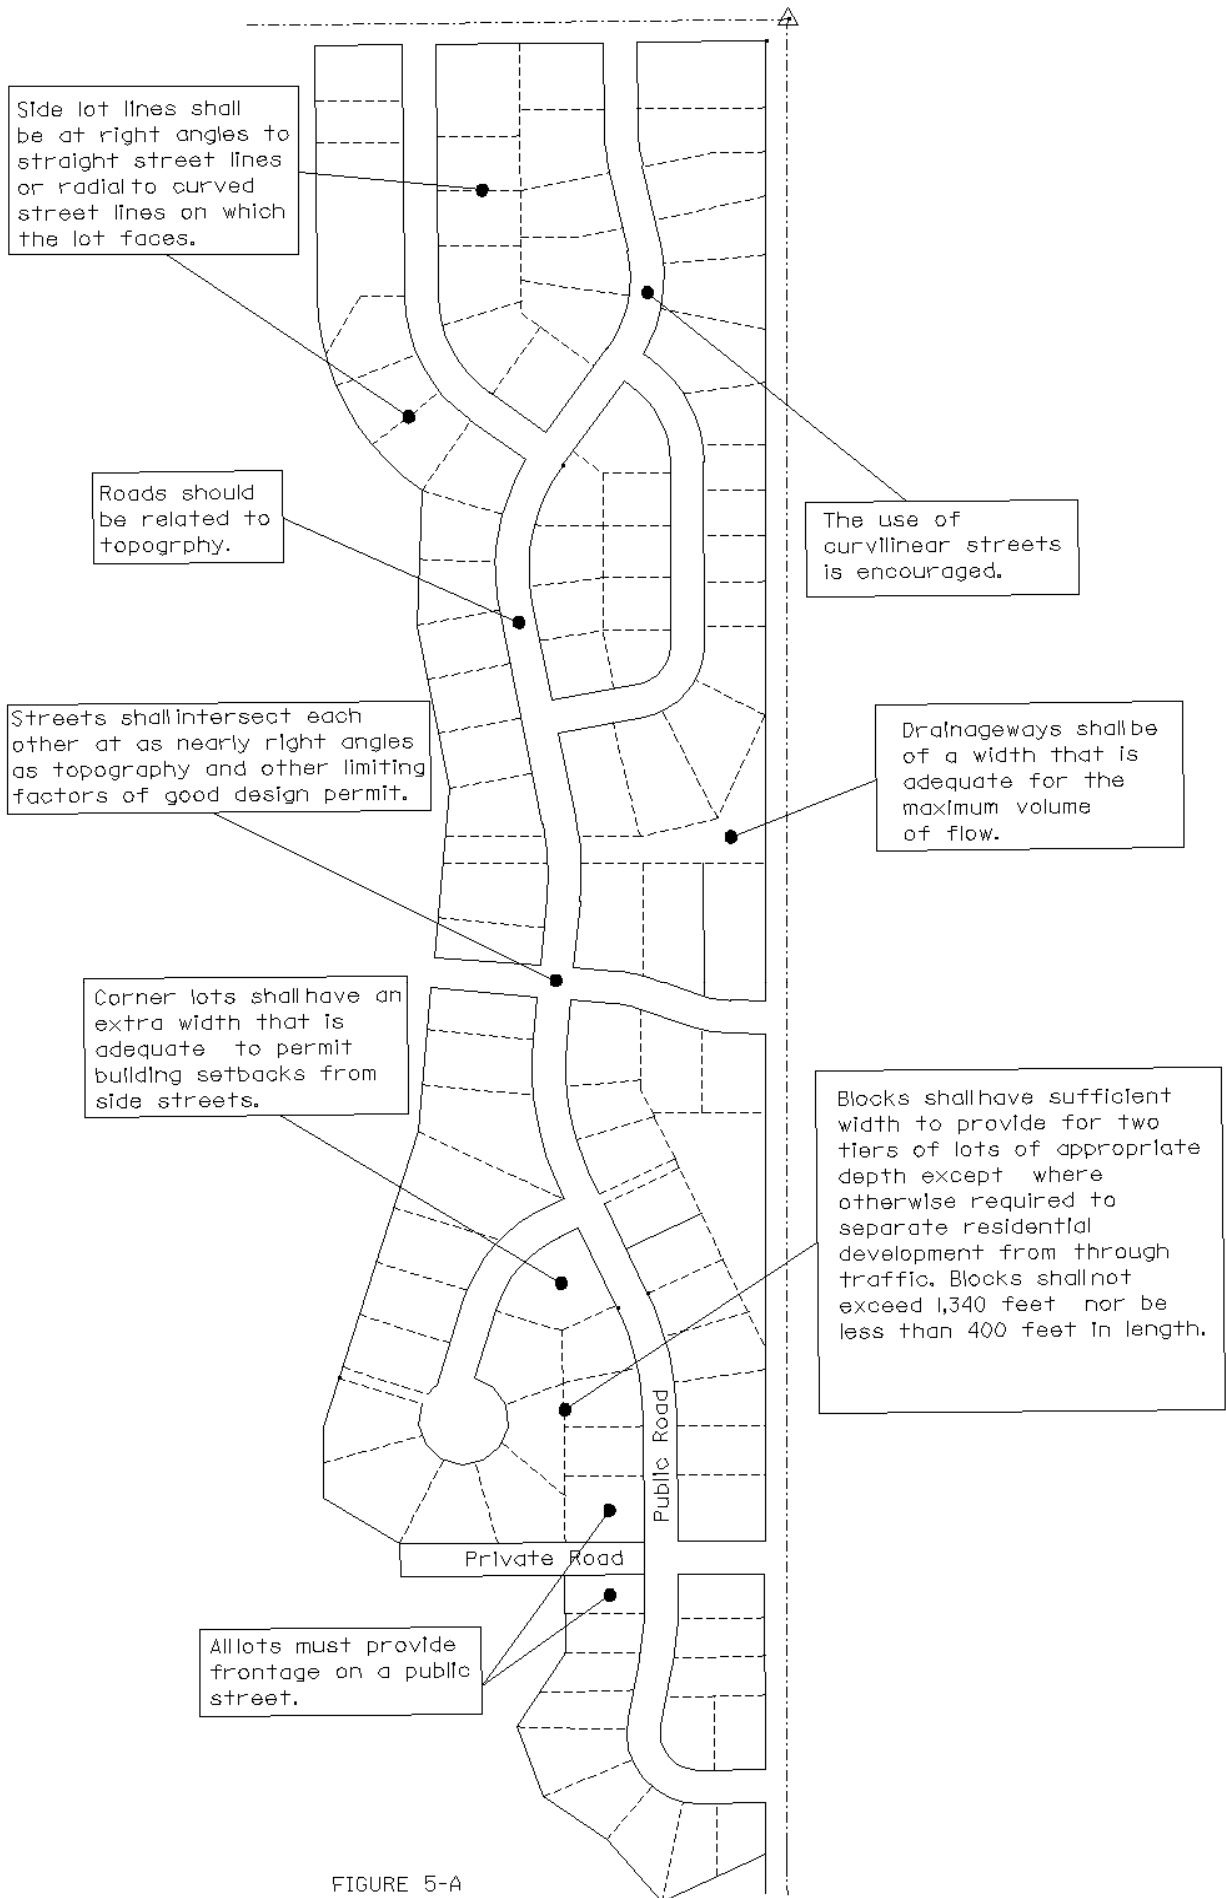 Side lot lines shall
be at right angles to
straight street lines
or radial to curved
street lines on which
the lot faces.
Roads should
be related to
topogrphy.
The use of
curvilinear streets
is encouraged.
Streets shall intersect each
other at as nearly right angles
as topography and other limiting
factors of good design permit.
Drainageways shall be
of a width that is
adequate for the
maximum volume
of flow.
Corner lots shall have an
extra width that is
adequate to permit
building setbacks from
side streets.
Blocks shall have sufficient
width to provide for two
tiers of lots of appropriate
depth except where
otherwise required to
separate residential
development from through
traffic. Blocks shall not
exceed 1,340 feet nor be
less than 400 feet in length.
Public Road
Private Road
All lots must provide
frontage on a public
street.
FIGURE 5-A